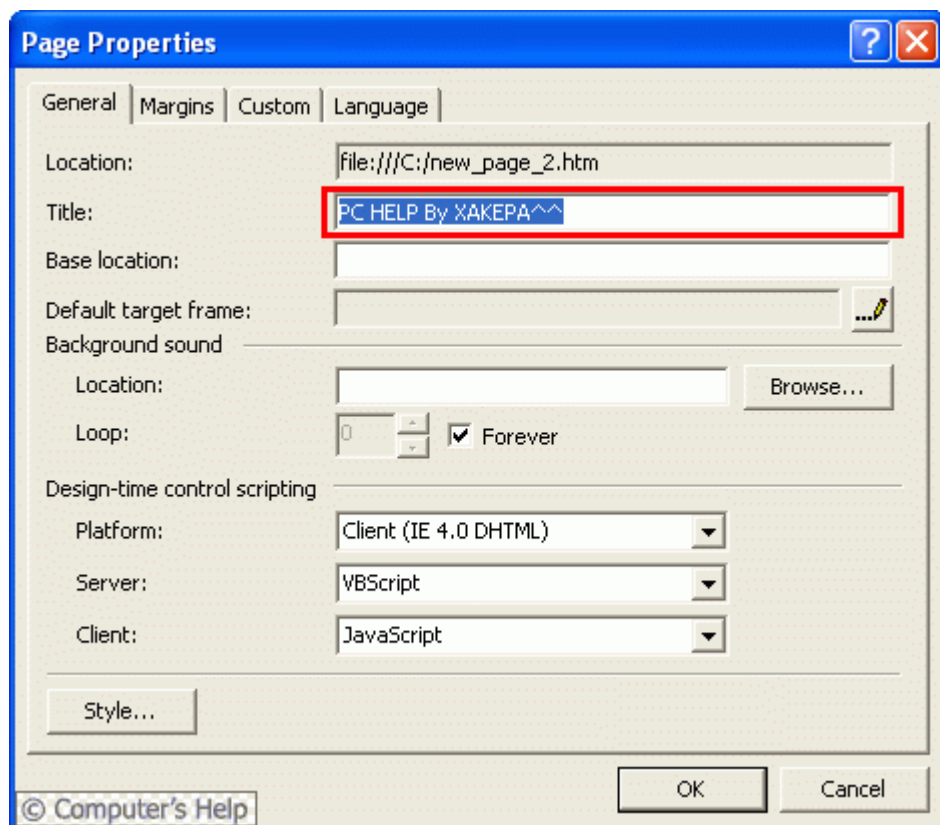 Page Properties
General Margins Custom Language
Location: file:///C:/new_page_2.htm
Title: PC HELP By XAKEPA^^
Base location:
Default target frame: ...
Background sound
Location: Browse...
Loop: 0 Forever
Design-time control scripting
Platform: Client (IE 4.0 DHTML)
Server: VBScript
Client: JavaScript
Style...
OK Cancel
© Computer's Help